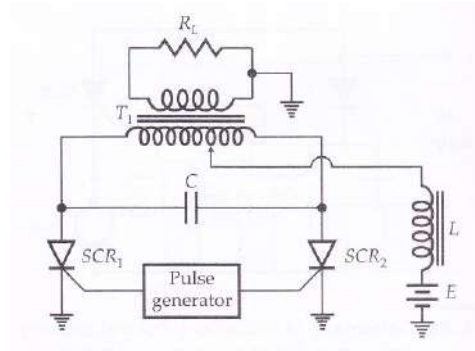 R_L
T_1
C
L
SCR_1
SCR_2
Pulse
generator
E